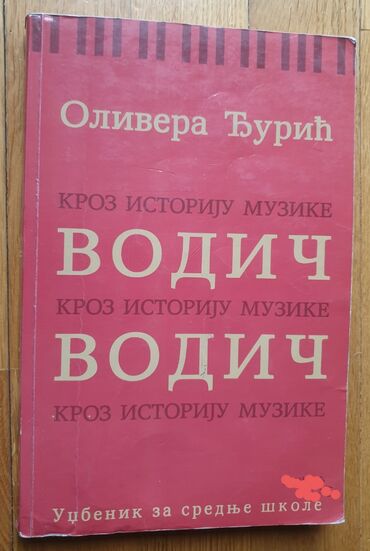 Оливера Ђурић
КРОЗ ИСТОРИЈУ МУЗИКЕ
ВОДИЧ
КРОЗ ИСТОРИЈУ МУЗИКЕ
ВОДИЧ
КРОЗ ИСТОРИЈУ МУЗИКЕ
Уџбеник за средње школе